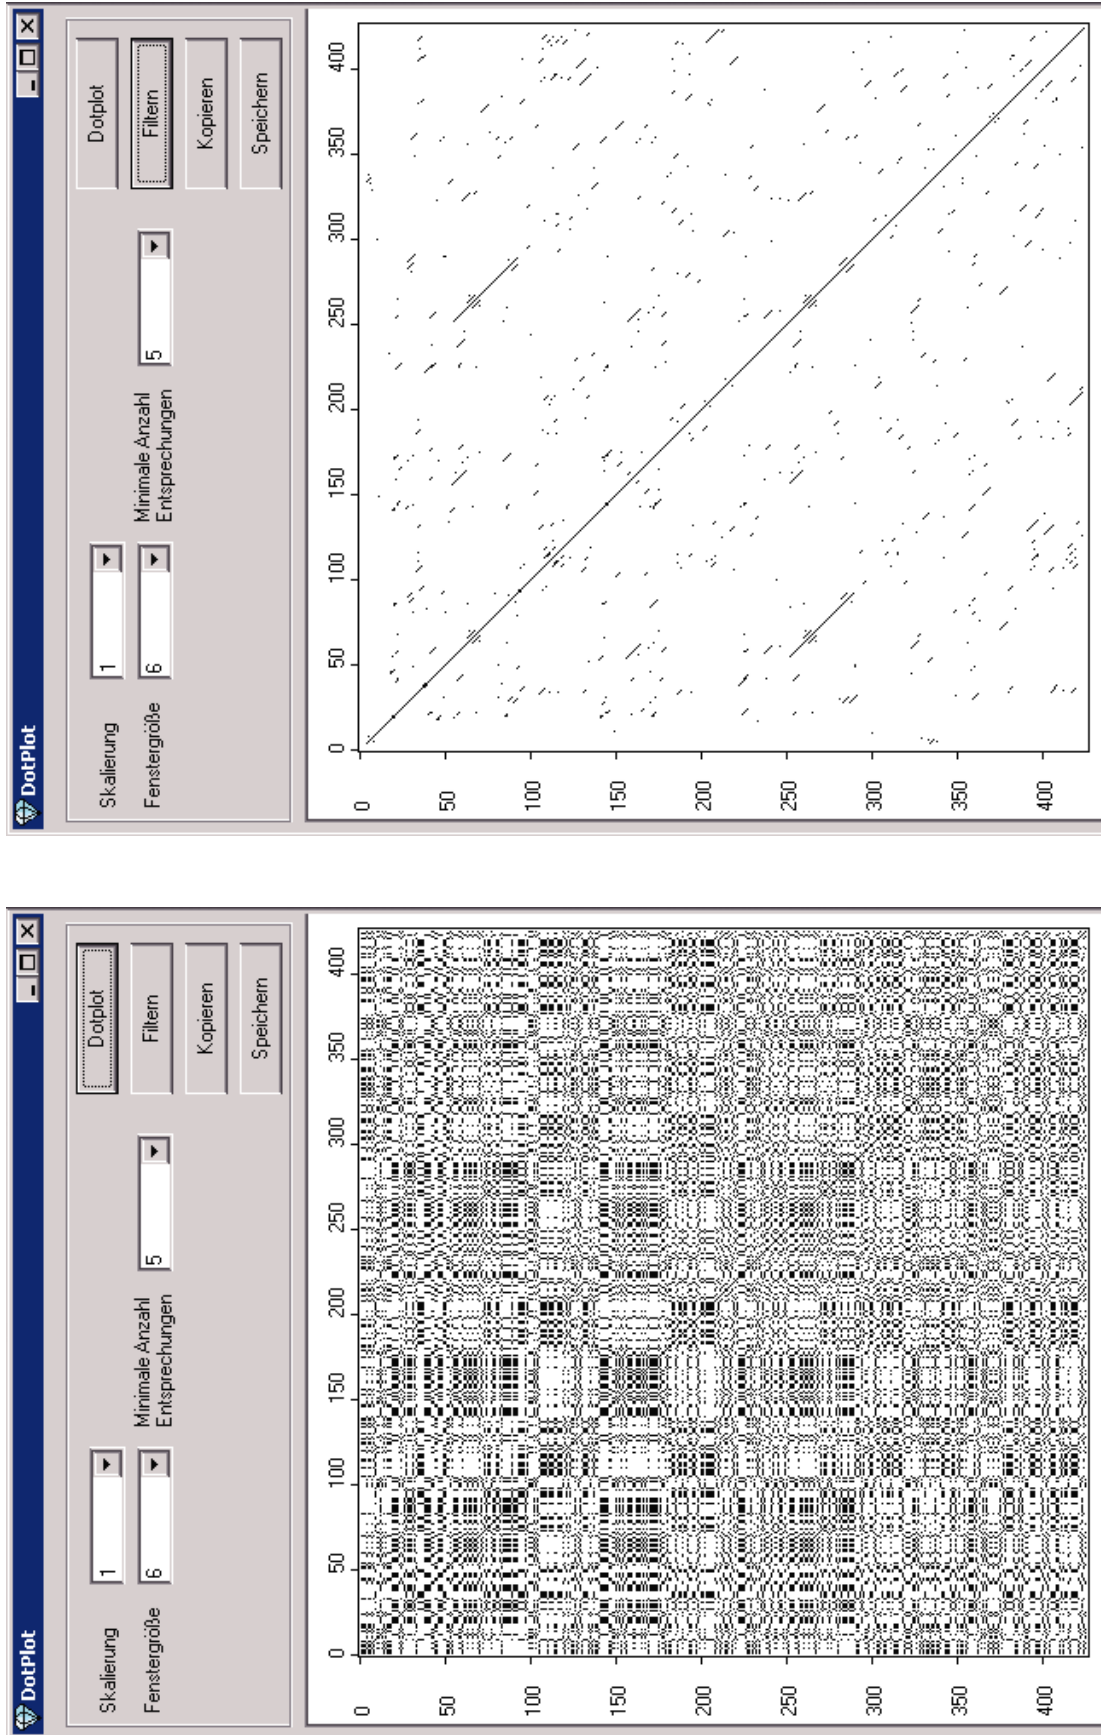 DotPlot
Skalierung 1 Dotplot
Fenstergröße 6 Minimale Anzahl
Entsprechungen 5 Filtern
Kopieren
Speichern
0 50 100 150 200 250 300 350 400
0
50
100
150
200
250
300
350
400
DotPlot
Skalierung 1 Dotplot
Fenstergröße 6 Minimale Anzahl
Entsprechungen 5 Filtern
Kopieren
Speichern
0 50 100 150 200 250 300 350 400
0
50
100
150
200
250
300
350
400